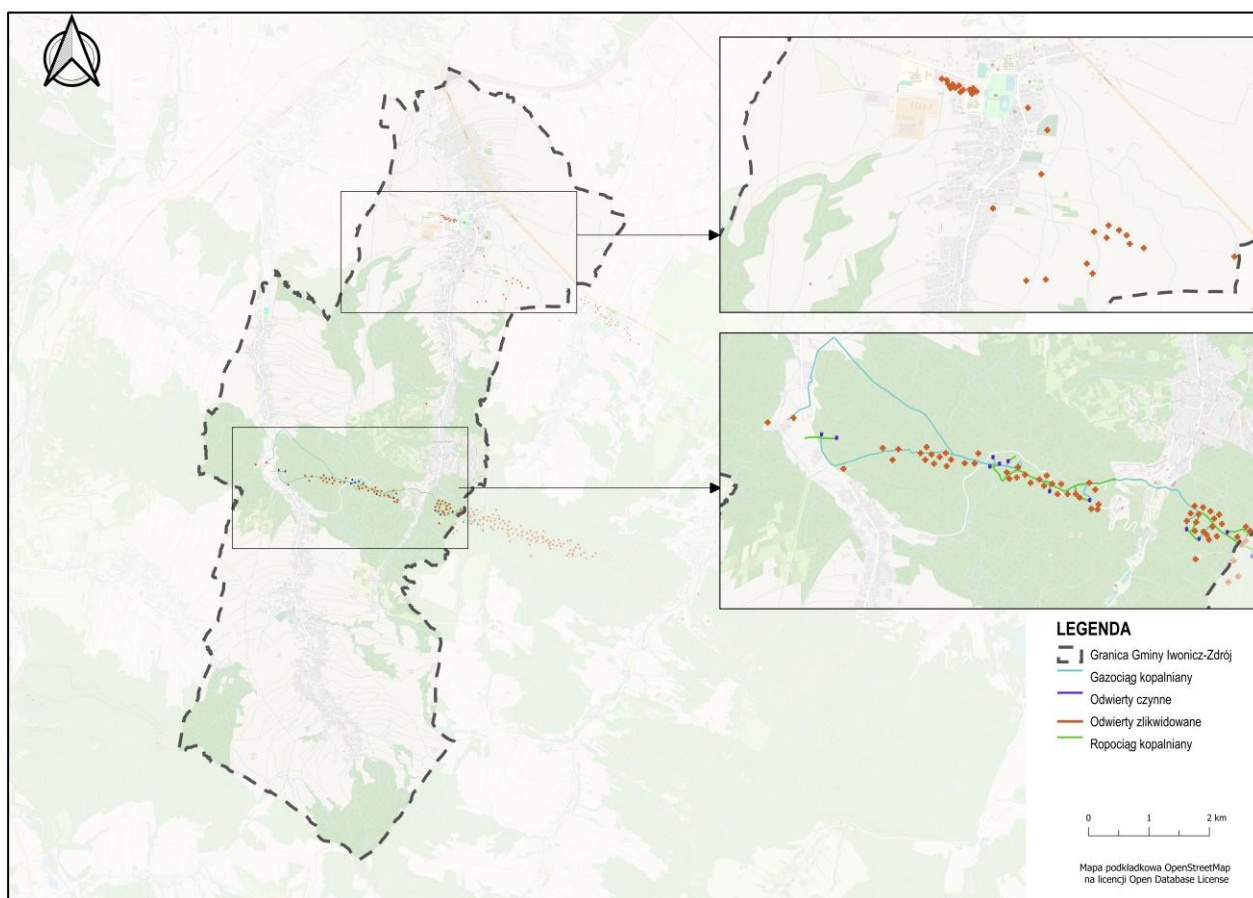 LEGENDA
Granica Gminy Iwonicz-Zdrój
Gazociąg kopalniany
Odwierty czynne
Odwierty zlikwidowane
Ropociąg kopalniany
0 1 2 km
Mapa podkładkowa OpenStreetMap
na licencji Open Database License